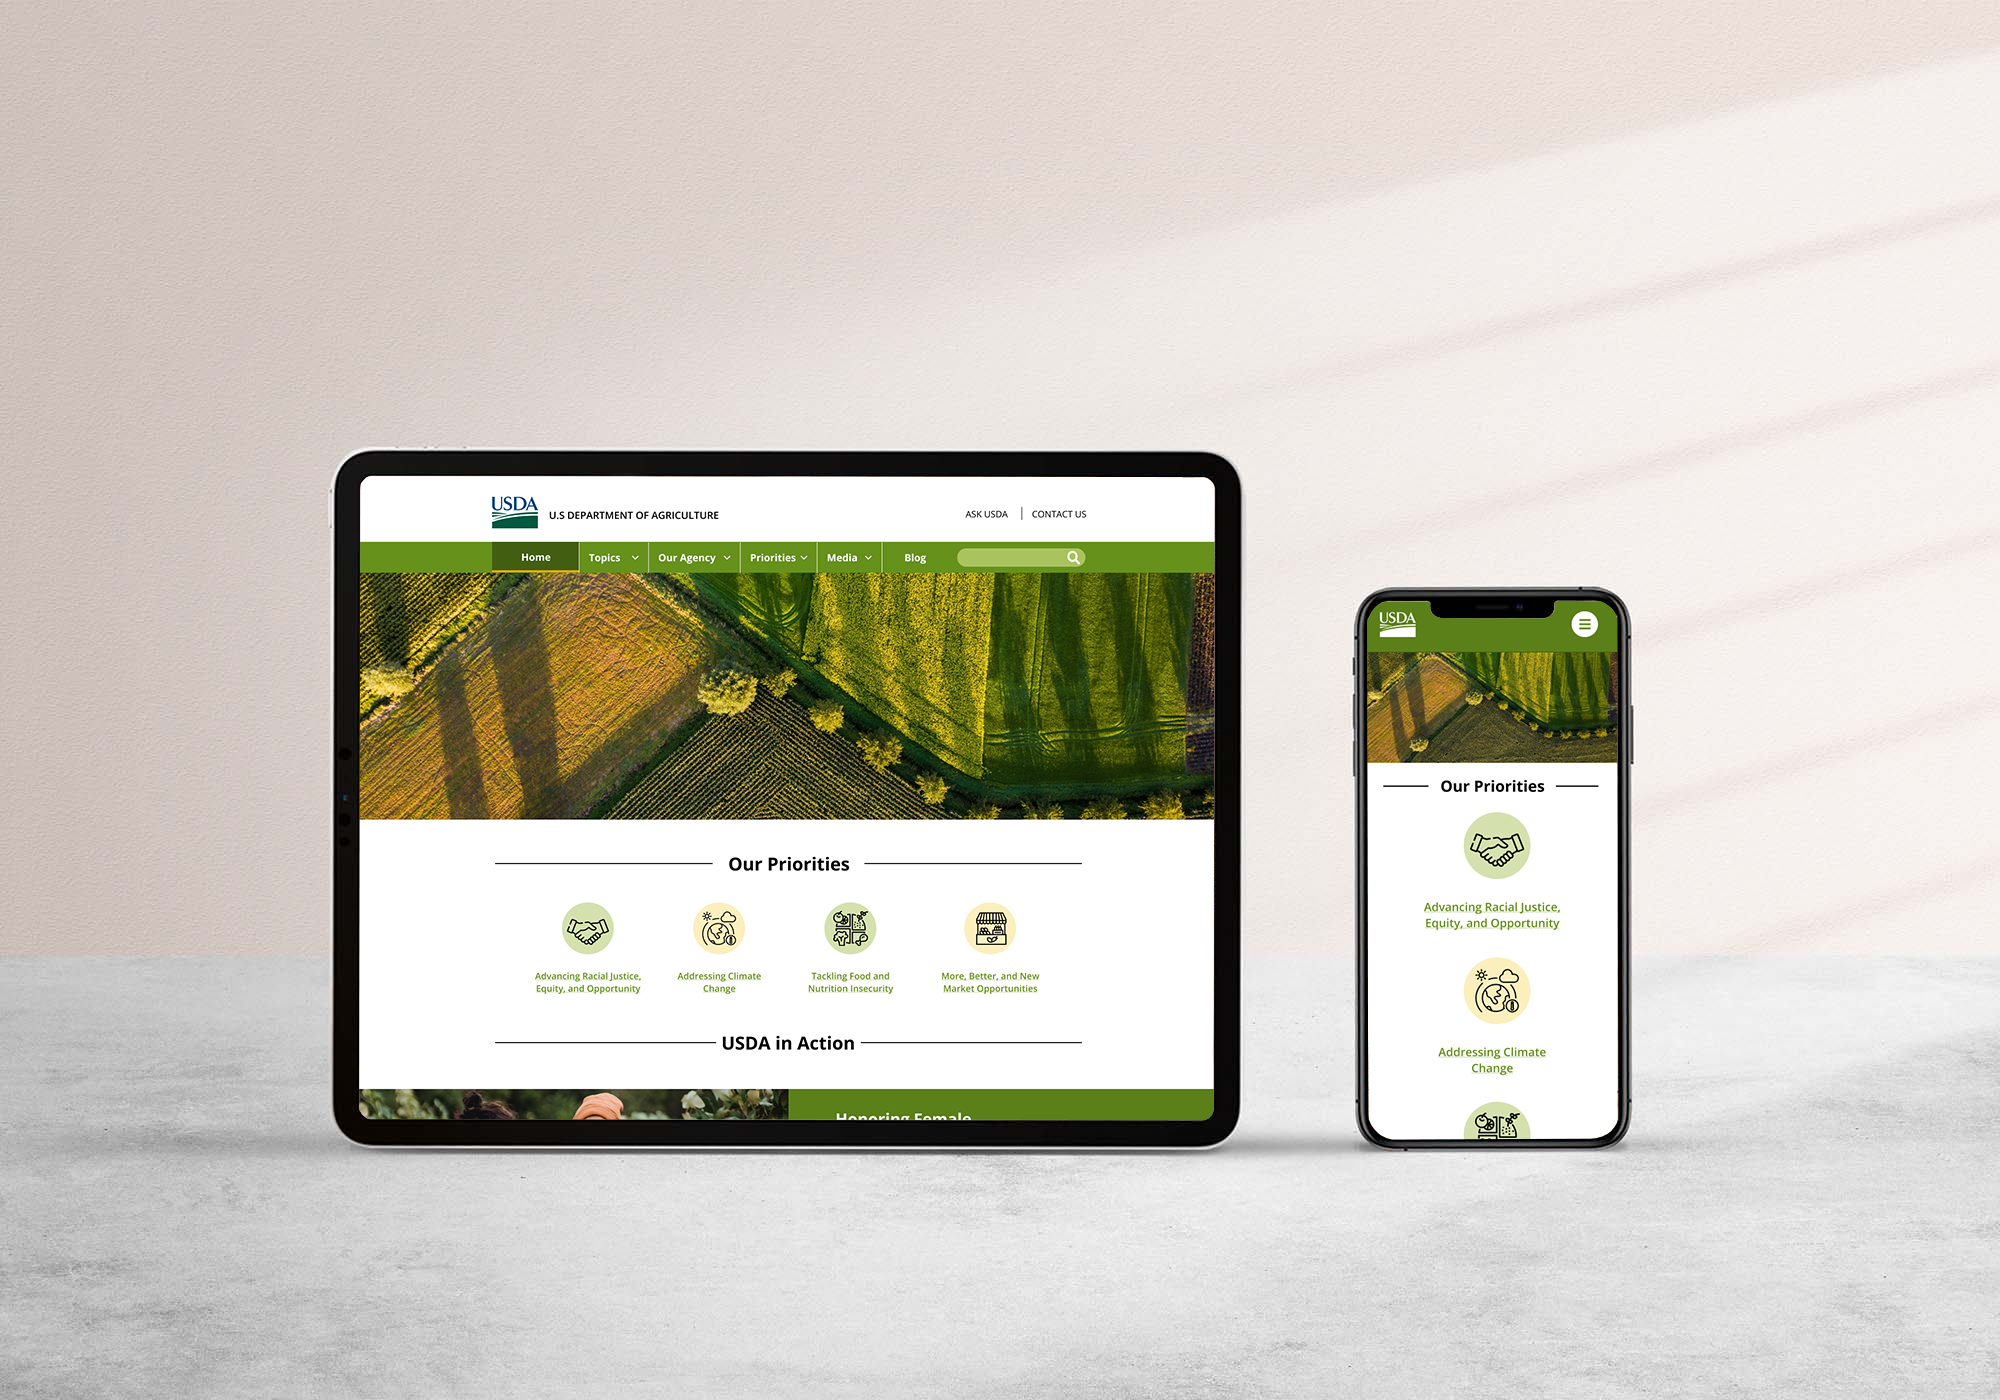 USDA
U.S DEPARTMENT OF AGRICULTURE
ASK USDA
CONTACT US
Home
Topics
Our Agency
Priorities
Media
Blog
Our Priorities
Advancing Racial Justice,
Equity, and Opportunity
Addressing Climate
Change
Tackling Food and
Nutrition Insecurity
More, Better, and New
Market Opportunities
USDA in Action
Honoring Female
USDA
Our Priorities
Advancing Racial Justice,
Equity, and Opportunity
Addressing Climate
Change